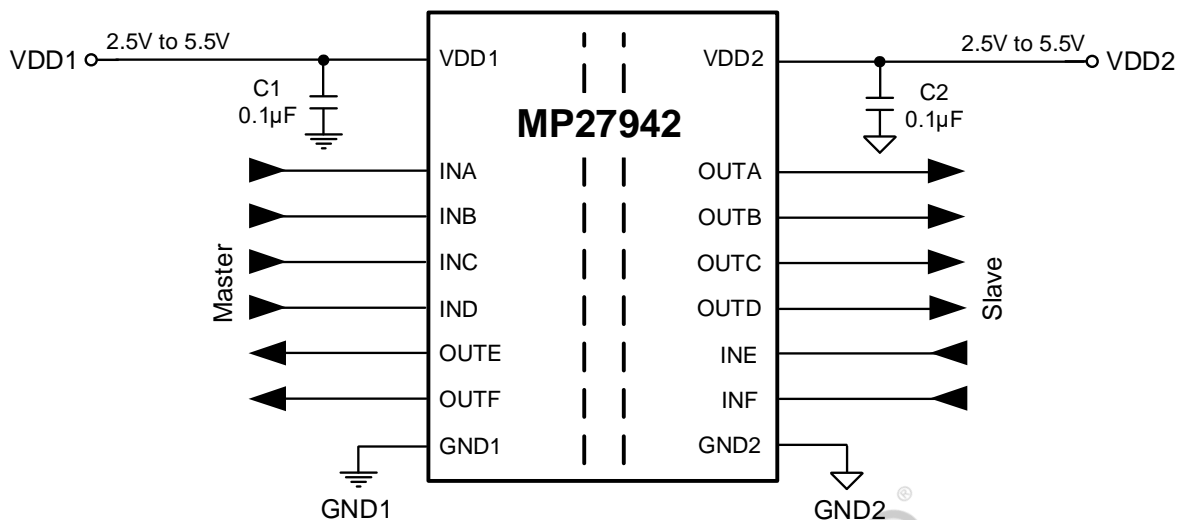 VDD1
2.5V to 5.5V
VDD1
VDD2
2.5V to 5.5V
VDD2
C1
0.1µF
MP27942
C2
0.1µF
Master
INA
OUTA
INB
OUTB
INC
OUTC
IND
OUTD
Slave
OUTE
INE
OUTF
INF
GND1
GND2
GND1
GND2
®